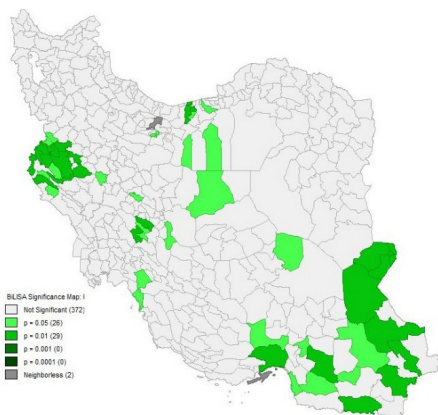 BiLISA Significance Map: I
Not Significant (372)
p = 0.05 (26)
p = 0.01 (29)
p = 0.001 (0)
p = 0.0001 (0)
Neighborless (2)